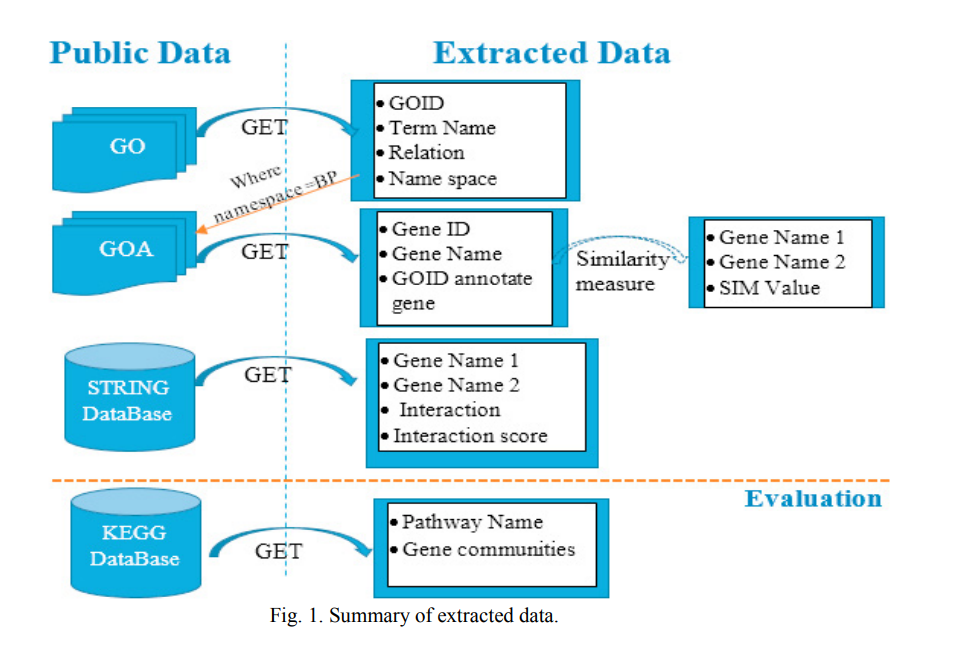 Public Data
Extracted Data
GO
GET
• GOID
• Term Name
• Relation
• Name space
Where
namespace =BP
GOA
GET
• Gene ID
• Gene Name
• GOID annotate
gene
Similarity
measure
• Gene Name 1
• Gene Name 2
• SIM Value
STRING
DataBase
GET
• Gene Name 1
• Gene Name 2
• Interaction
• Interaction score
Evaluation
KEGG
DataBase
GET
• Pathway Name
• Gene communities
Fig. 1. Summary of extracted data.